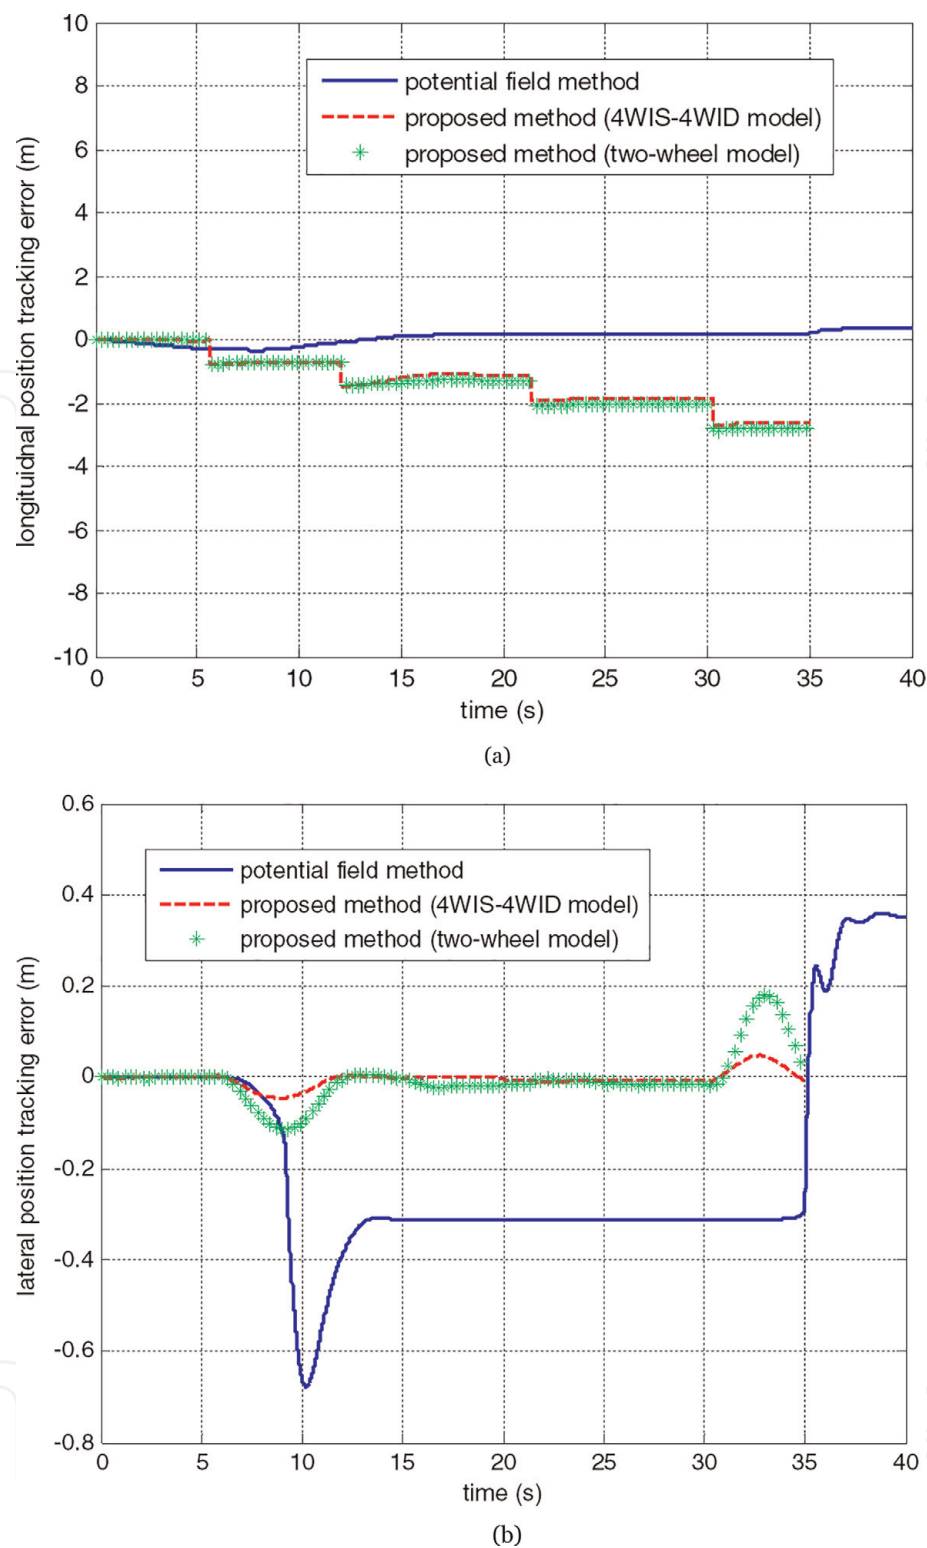 10
8
6
4
2
0
-2
-4
-6
-8
-10
longituidnal position tracking error (m)
potential field method
proposed method (4WIS-4WID model)
proposed method (two-wheel model)
0 5 10 15 20 25 30 35 40
time (s)
(a)
0.6
0.4
0.2
0
-0.2
-0.4
-0.6
-0.8
lateral position tracking error (m)
potential field method
proposed method (4WIS-4WID model)
proposed method (two-wheel model)
0 5 10 15 20 25 30 35 40
time (s)
(b)